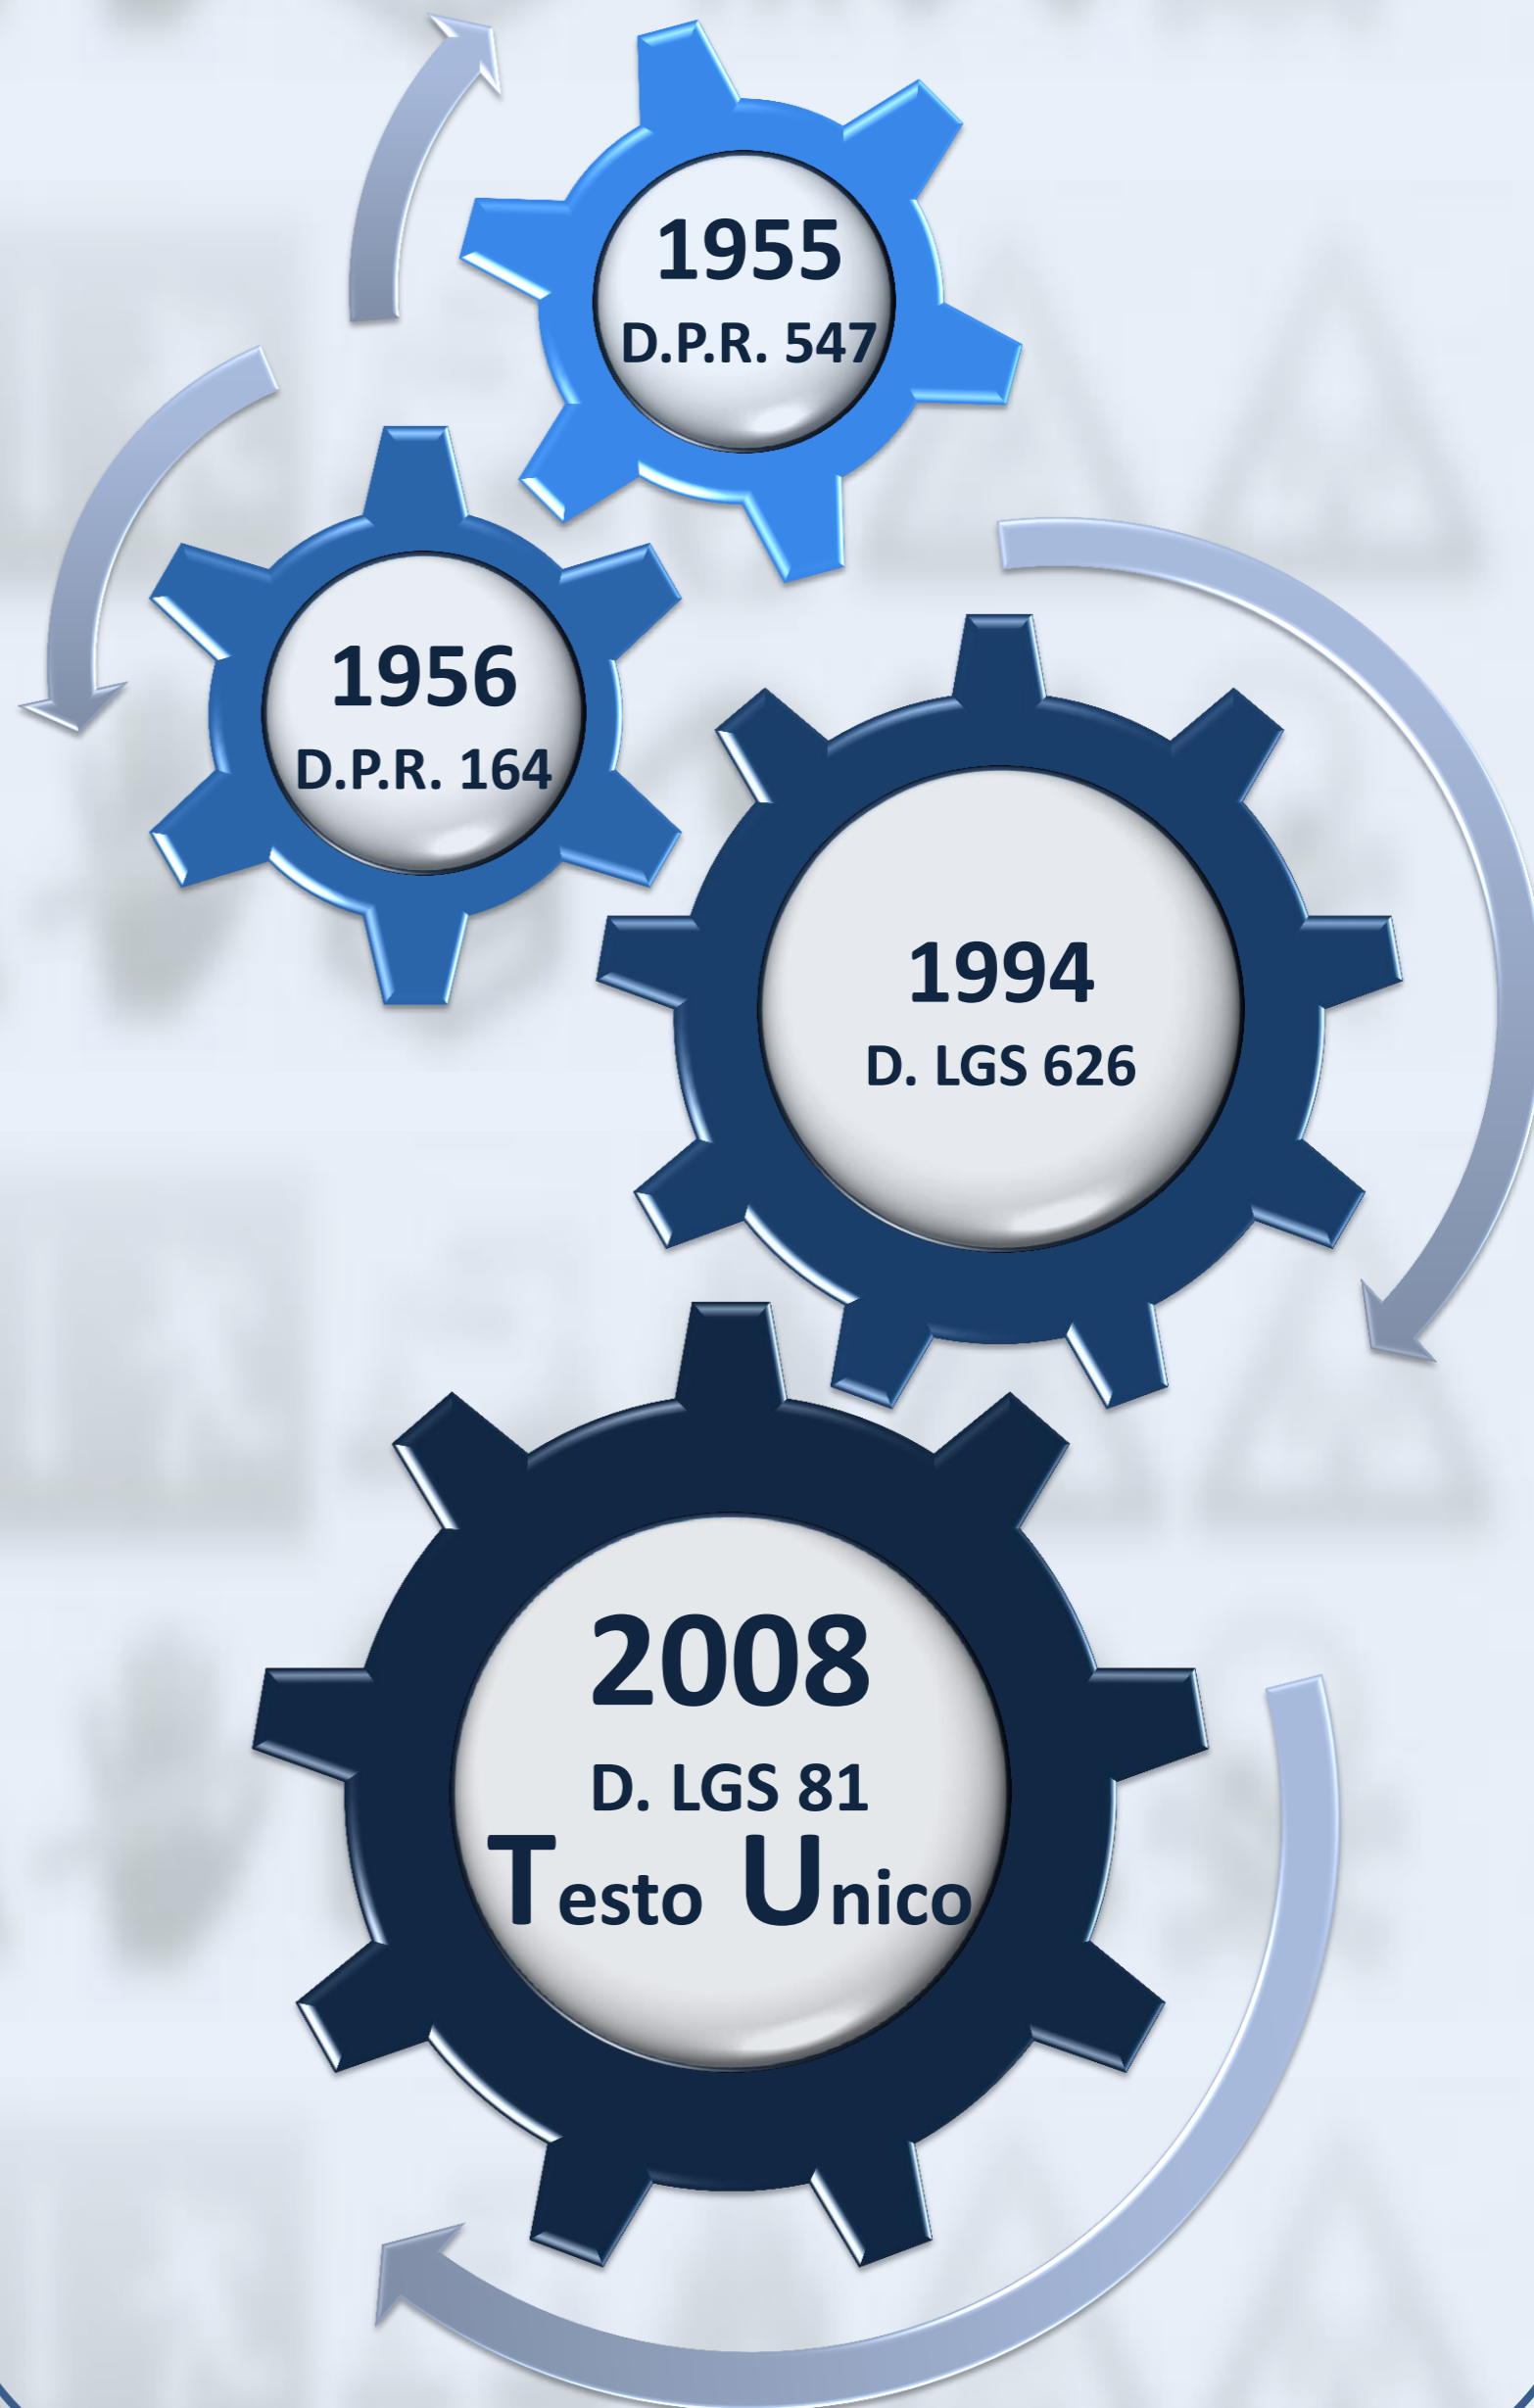 1955
D.P.R. 547
1956
D.P.R. 164
1994
D. LGS 626
2008
D. LGS 81
Testo Unico